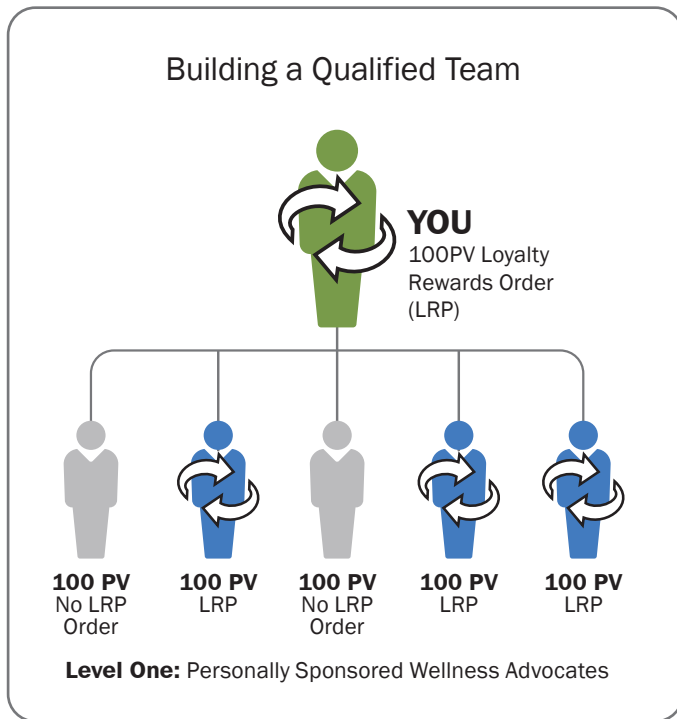 Building a Qualified Team
YOU
100PV Loyalty
Rewards Order
(LRP)
100 PV
No LRP
Order
100 PV
LRP
100 PV
No LRP
Order
100 PV
LRP
100 PV
LRP
Level One: Personally Sponsored Wellness Advocates